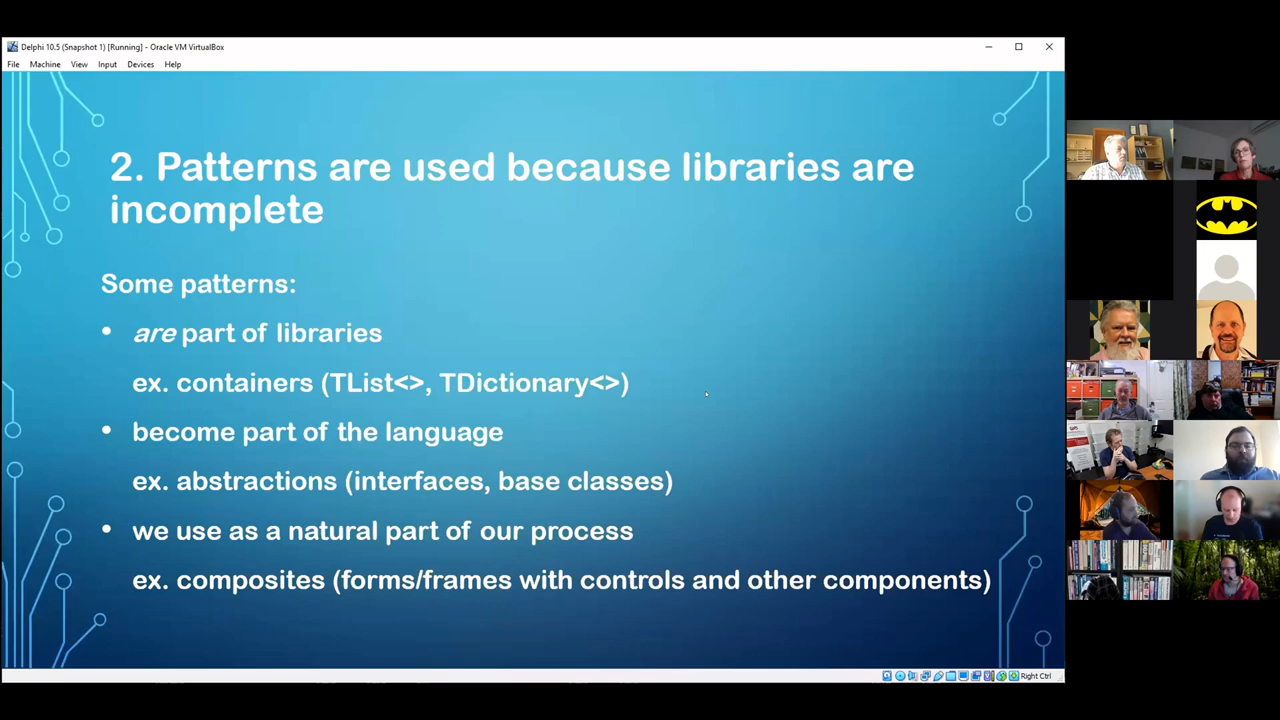 Delphi 10.5 (Snapshot 1) [Running] - Oracle VM VirtualBox
File Machine View Input Devices Help
2. Patterns are used because libraries are
incomplete
Some patterns:
• are part of libraries
ex. containers (TList<>, TDictionary<>)
• become part of the language
ex. abstractions (interfaces, base classes)
• we use as a natural part of our process
ex. composites (forms/frames with controls and other components)
Right Ctrl